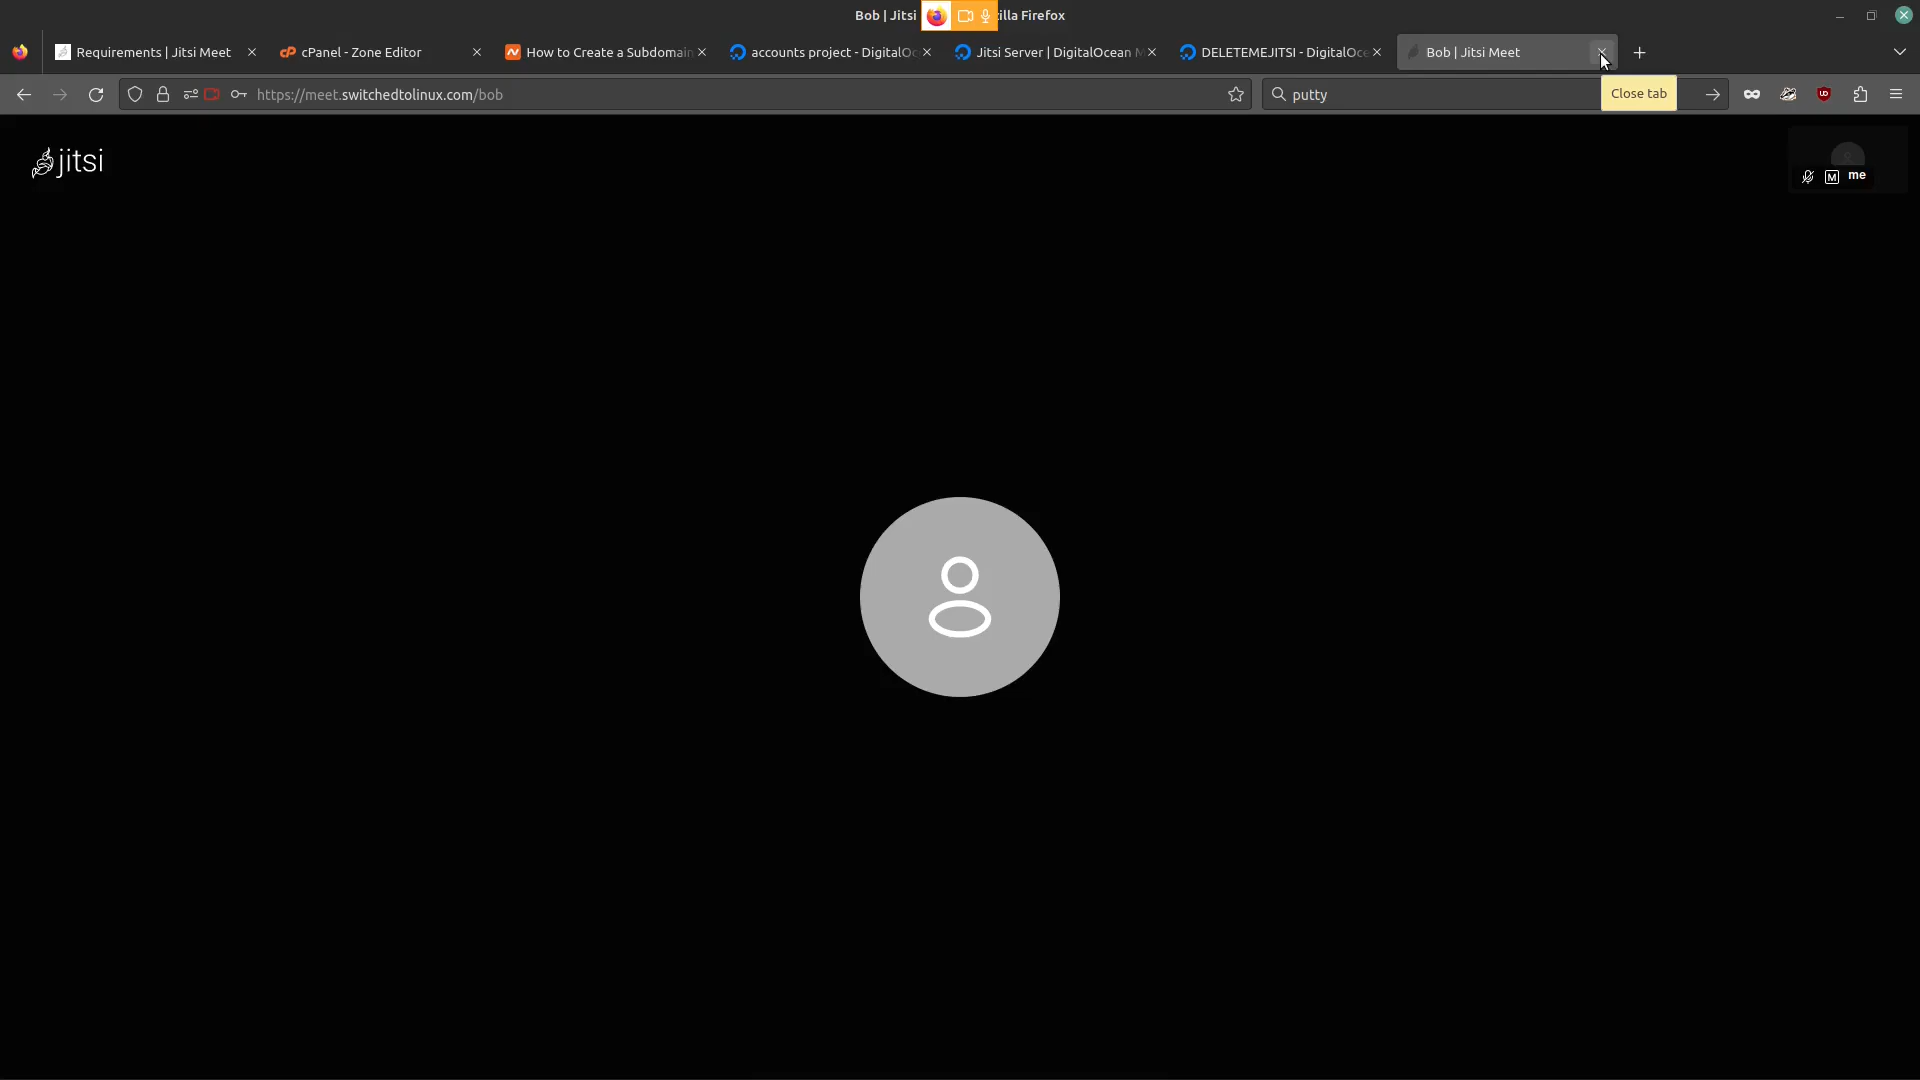 Bob | Jitsi illa Firefox
Requirements | Jitsi Meet
cPanel - Zone Editor
How to Create a Subdomain
accounts project - DigitalOc
Jitsi Server | DigitalOcean M
DELETEMEJITSI - DigitalOce
Bob | Jitsi Meet
https://meet.switchedtolinux.com/bob
putty
Close tab
jitsi
M me